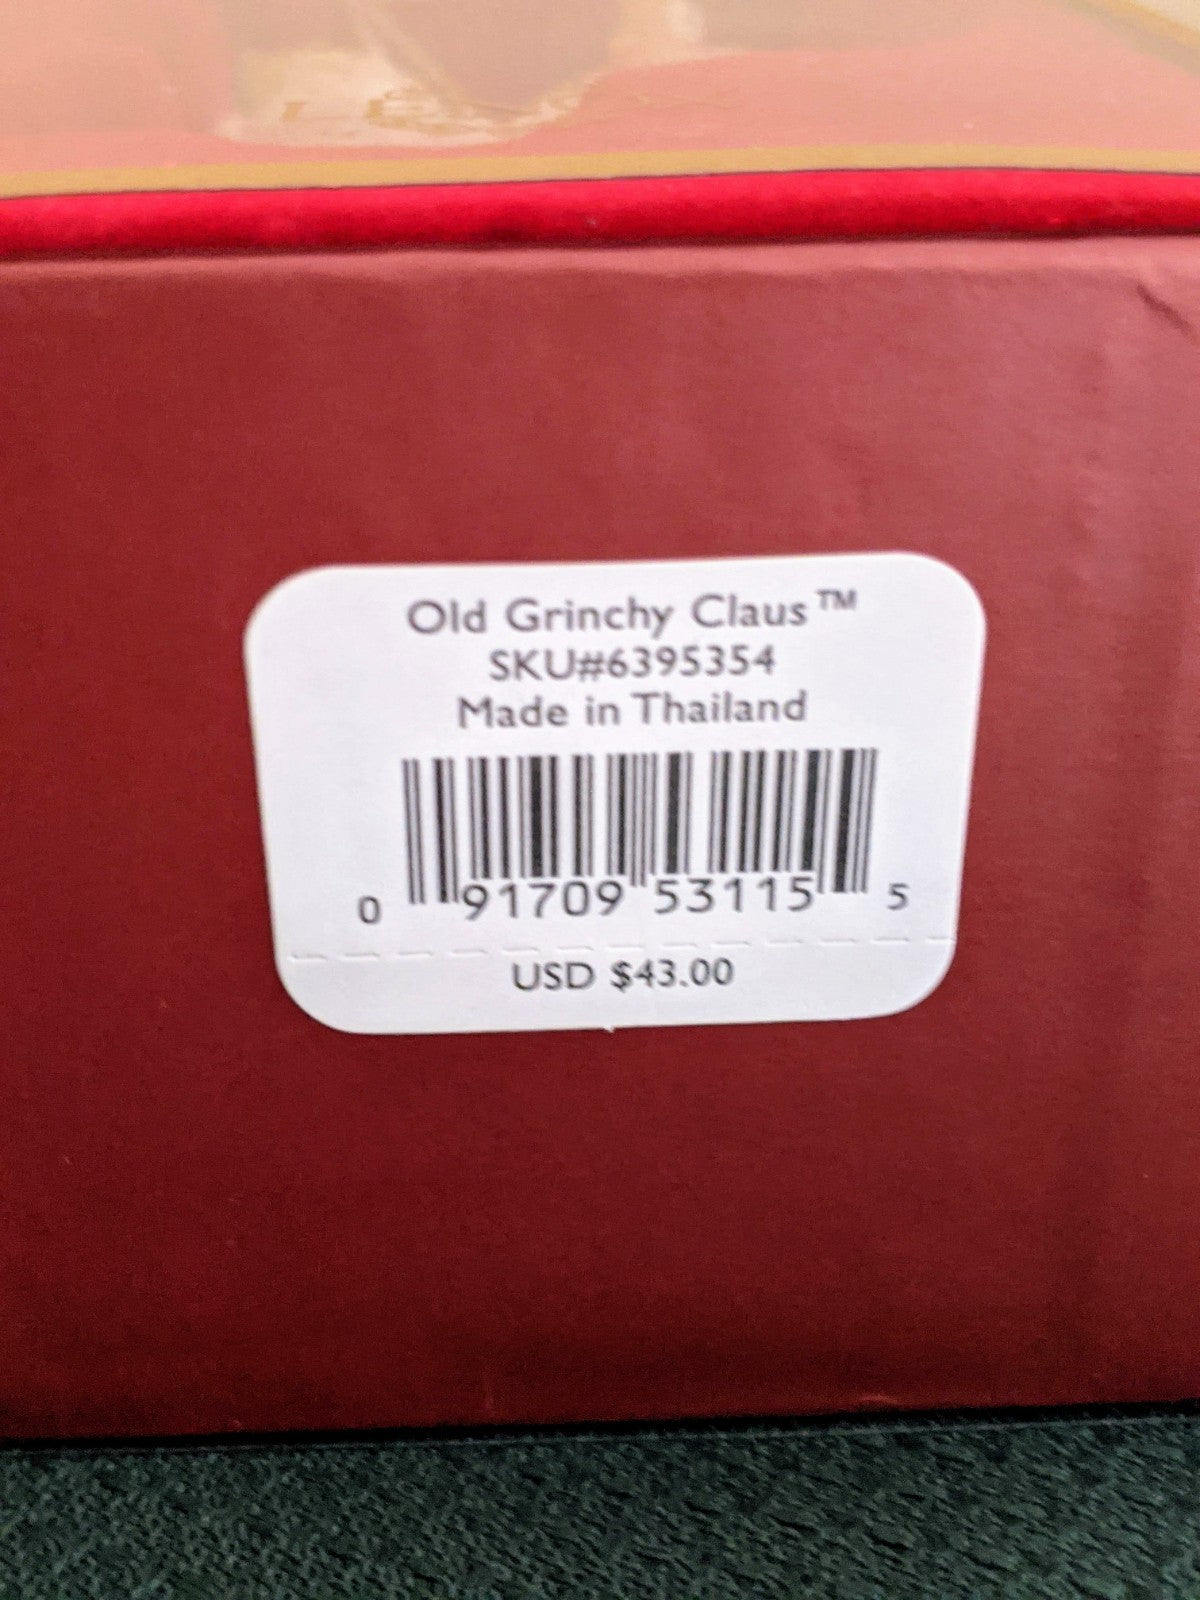 Old Grinchy Claus™
SKU#6395354
Made in Thailand
0 91709 53115 5
USD $43.00